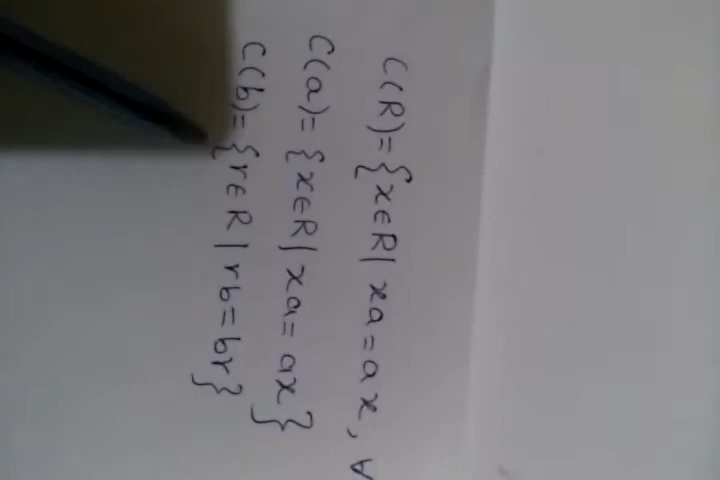 C(R)={x∈R| xa=ax, ∀
C(a)={x∈R| xa=ax}
C(b)={r∈R | rb=br}